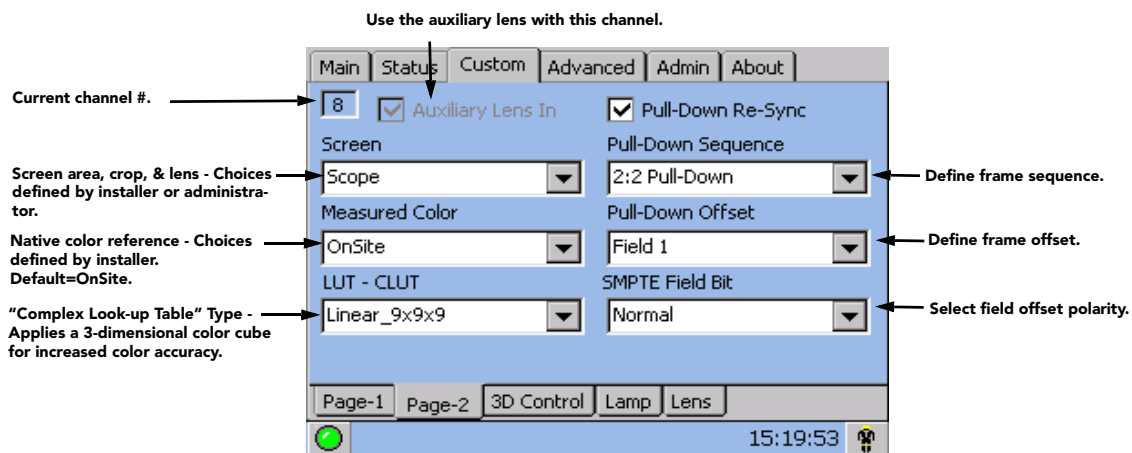 Use the auxiliary lens with this channel.
Main Status Custom Advanced Admin About
Current channel #.
8 Auxiliary Lens In Pull-Down Re-Sync
Screen Pull-Down Sequence
Screen area, crop, & lens - Choices
defined by installer or administra-
tor.
Scope 2:2 Pull-Down
Define frame sequence.
Measured Color Pull-Down Offset
Native color reference - Choices
defined by installer.
Default=OnSite.
OnSite Field 1
Define frame offset.
LUT - CLUT SMPTE Field Bit
“Complex Look-up Table” Type -
Applies a 3-dimensional color cube
for increased color accuracy.
Linear_9x9x9 Normal
Select field offset polarity.
Page-1 Page-2 3D Control Lamp Lens
15:19:53